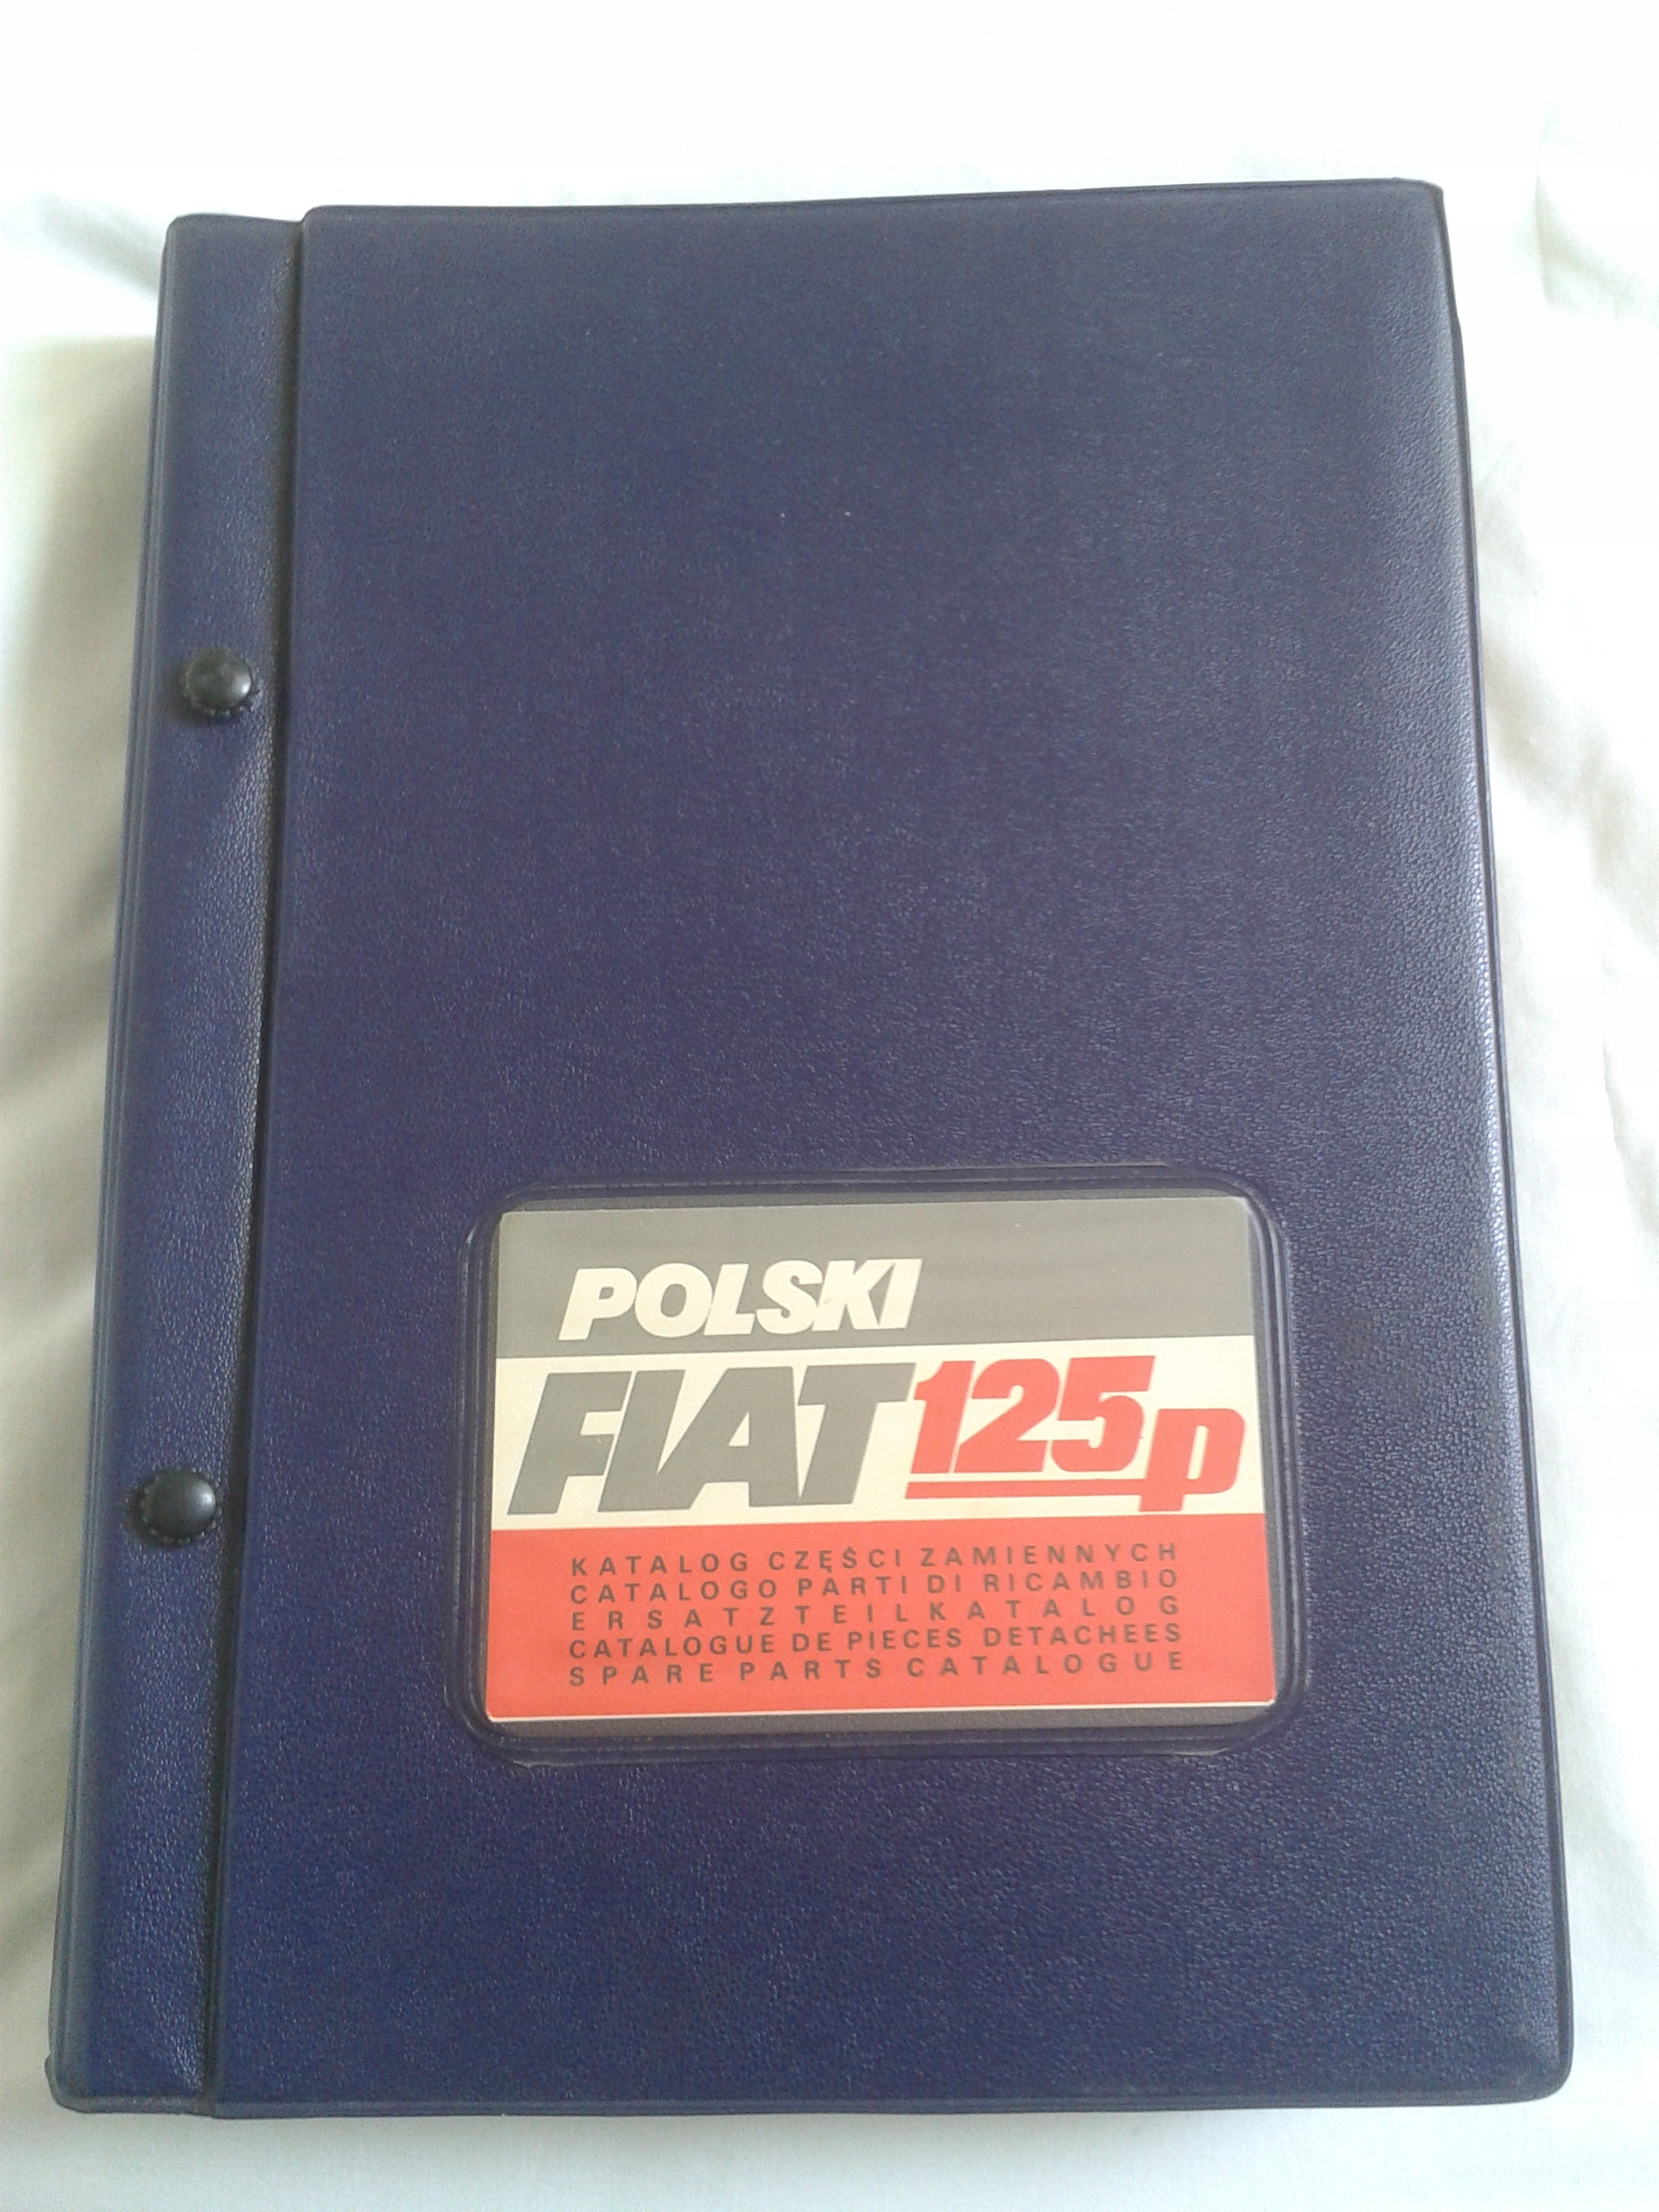 POLSKI
FIAT 125p
KATALOG CZĘŚCI ZAMIENNYCH
CATALOGO PARTI DI RICAMBIO
ERSATZTEILKATALOG
CATALOGUE DE PIECES DETACHEES
SPARE PARTS CATALOGUE